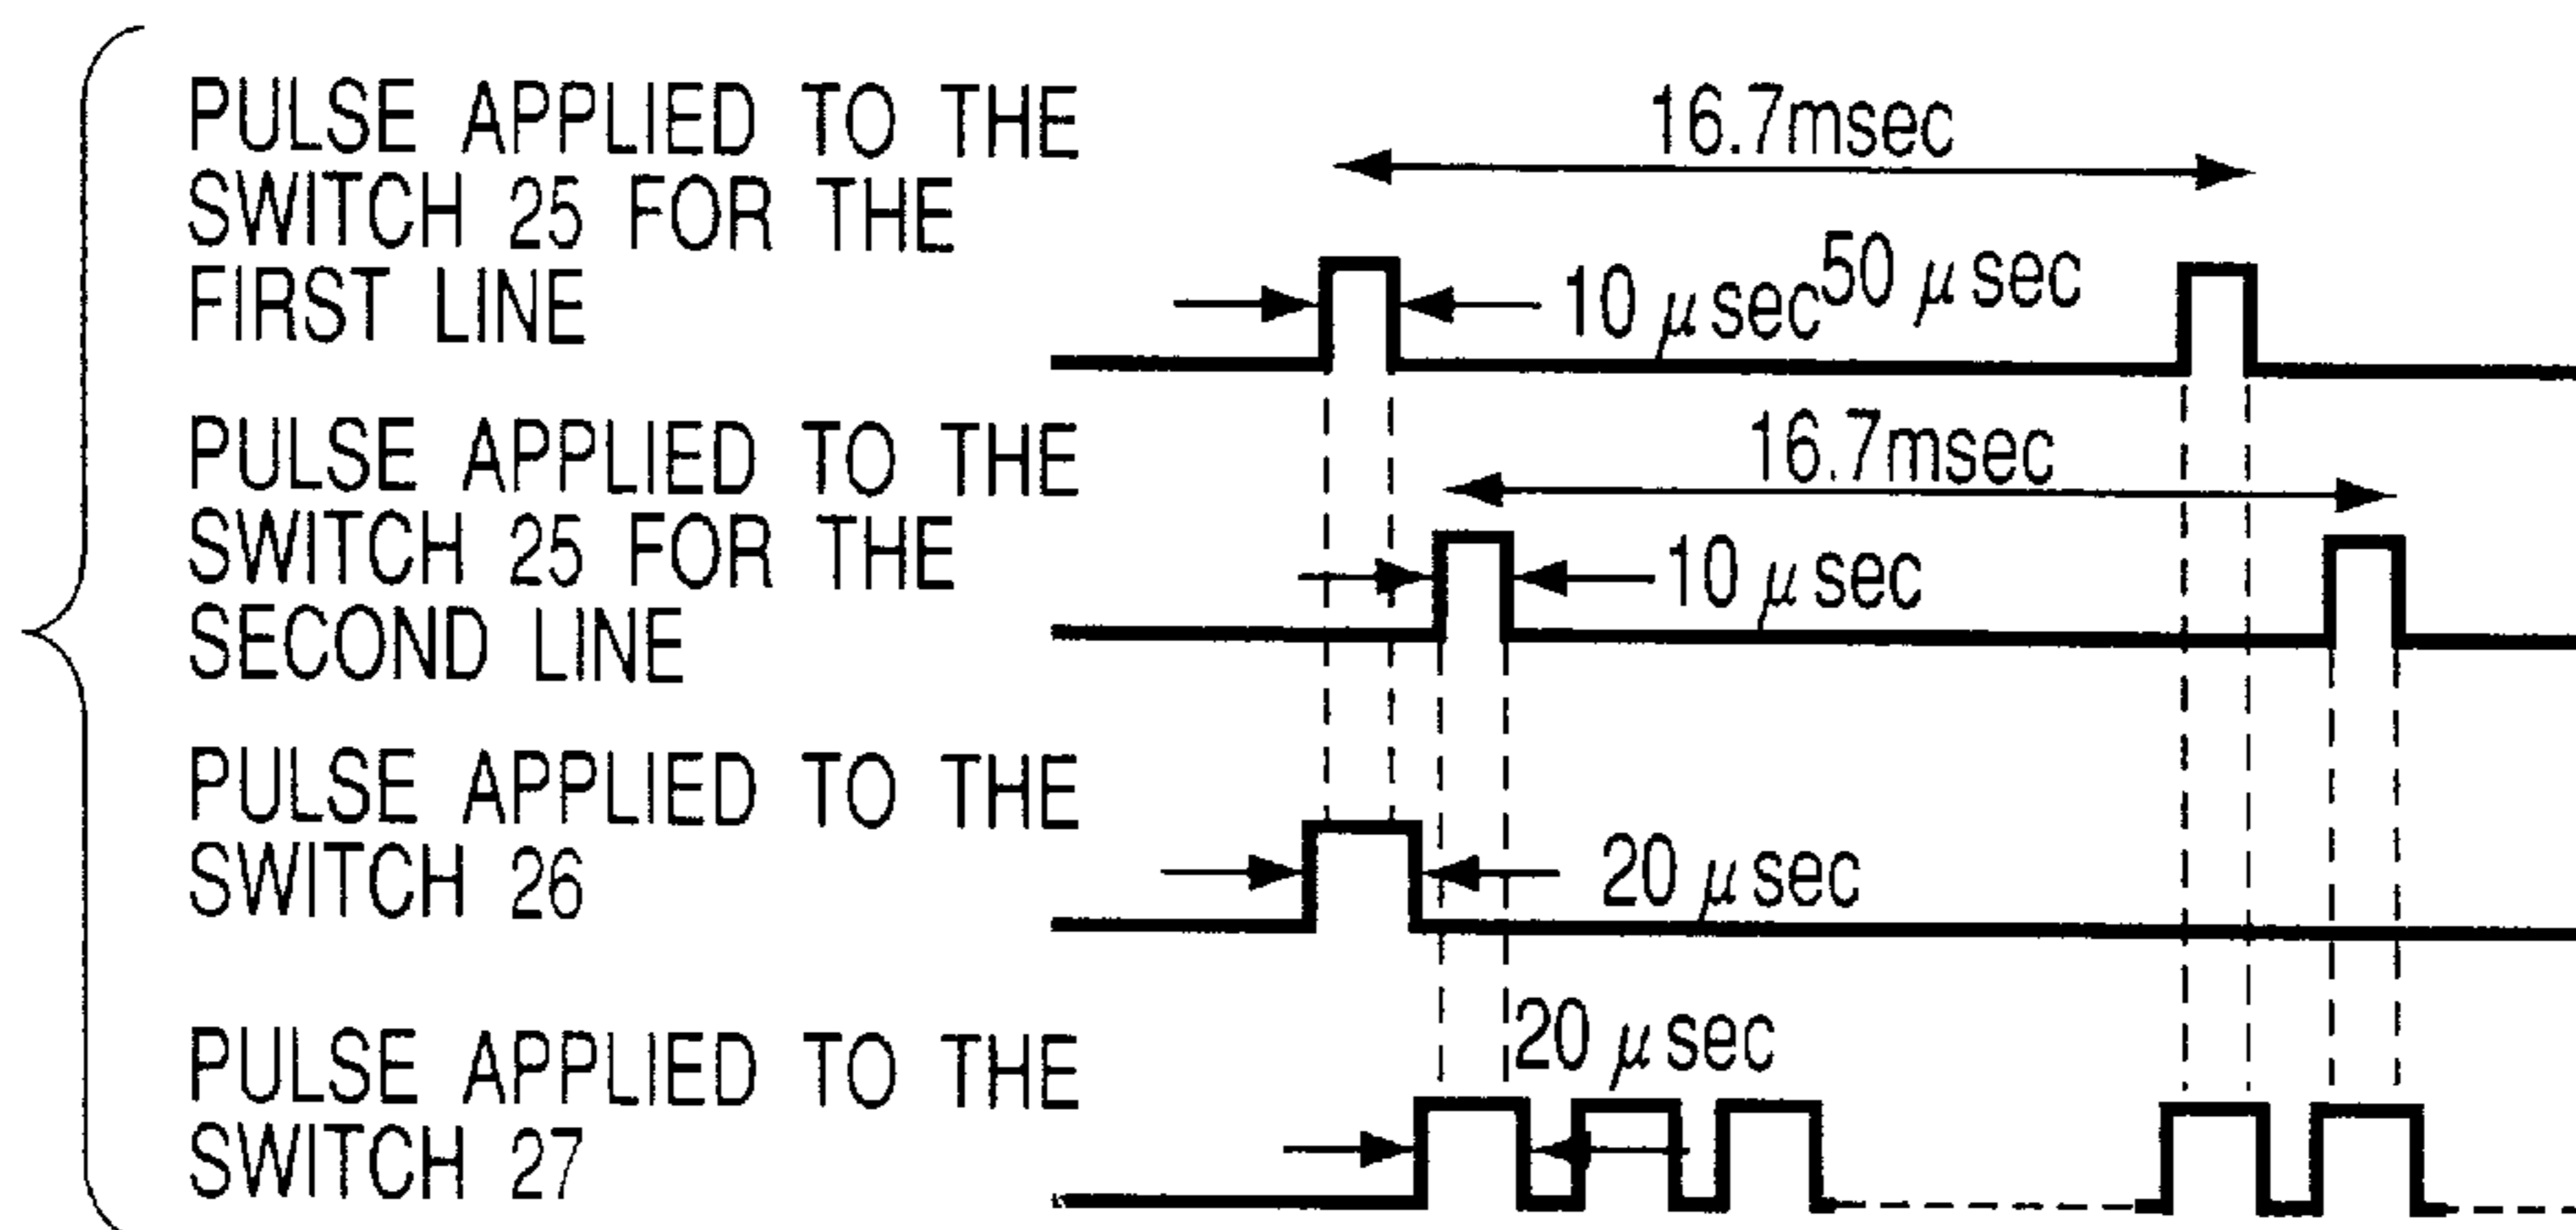 PULSE APPLIED TO THE
SWITCH 25 FOR THE
FIRST LINE
16.7msec
10 μsec
50 μsec
PULSE APPLIED TO THE
SWITCH 25 FOR THE
SECOND LINE
16.7msec
10 μsec
PULSE APPLIED TO THE
SWITCH 26
20 μsec
PULSE APPLIED TO THE
SWITCH 27
20 μsec